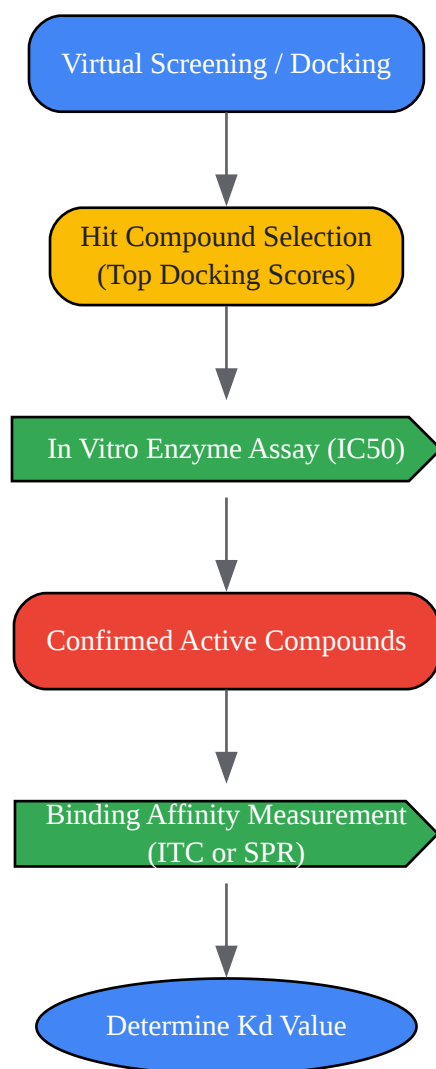 Virtual Screening / Docking
Hit Compound Selection
(Top Docking Scores)
In Vitro Enzyme Assay (IC50)
Confirmed Active Compounds
Binding Affinity Measurement
(ITC or SPR)
Determine Kd Value